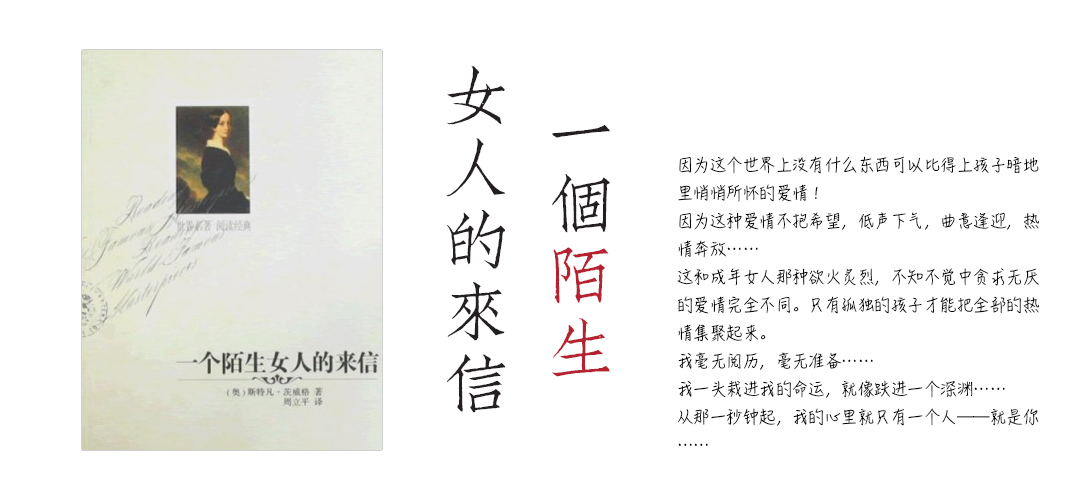 世界名著 阅读经典
Reading
Famous
Reading
World Famous
Masterpieces
一个陌生女人的来信
（奥）斯特凡·茨威格 著
周立平 译
一個陌生
女人的來信
因为这个世界上没有什么东西可以比得上孩子暗地
里悄悄所怀的爱情！
因为这种爱情不抱希望，低声下气，曲意逢迎，热
情奔放……
这和成年女人那种欲火炙烈，不知不觉中贪求无厌
的爱情完全不同。只有孤独的孩子才能把全部的热
情集聚起来。
我毫无阅历，毫无准备……
我一头栽进我的命运，就像跌进一个深渊……
从那一秒钟起，我的心里就只有一个人——就是你
……